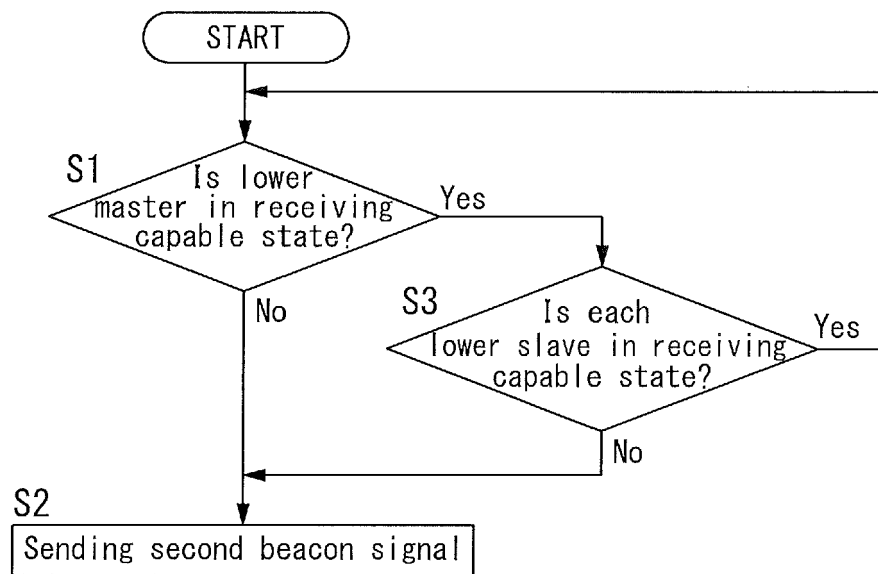 START
S1
Is lower
master in receiving
capable state?
Yes
No
S3
Is each
lower slave in receiving
capable state?
Yes
No
S2
Sending second beacon signal